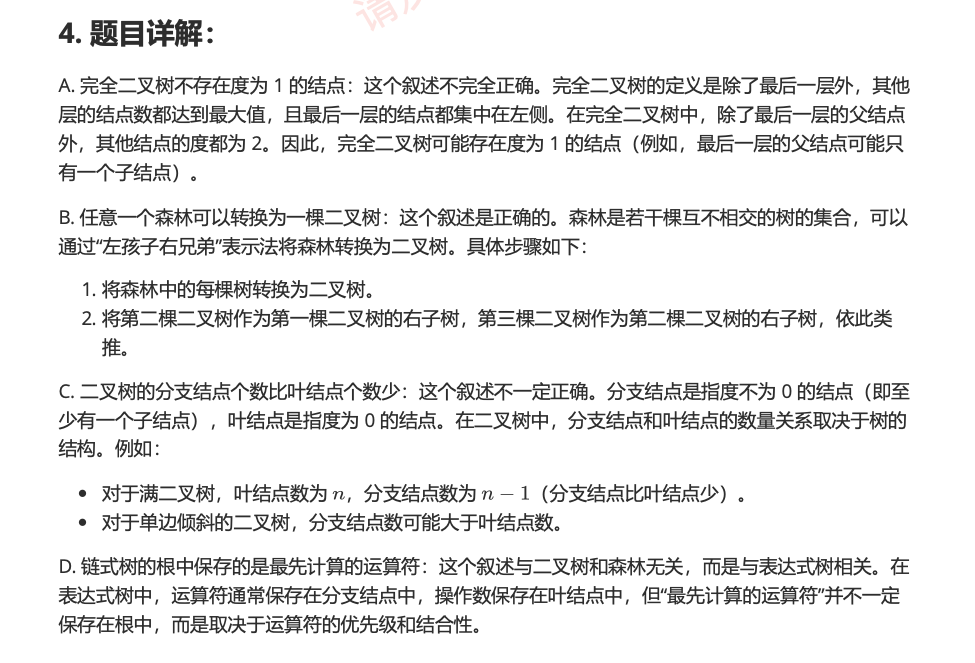 请
4. 题目详解：
A. 完全二叉树不存在度为 1 的结点：这个叙述不完全正确。完全二叉树的定义是除了最后一层外，其他
层的结点数都达到最大值，且最后一层的结点都集中在左侧。在完全二叉树中，除了最后一层的父结点
外，其他结点的度都为 2。因此，完全二叉树可能存在度为 1 的结点（例如，最后一层的父结点可能只
有一个子结点）。
B. 任意一个森林可以转换为一棵二叉树：这个叙述是正确的。森林是若干棵互不相交的树的集合，可以
通过“左孩子右兄弟”表示法将森林转换为二叉树。具体步骤如下：
1. 将森林中的每棵树转换为二叉树。
2. 将第二棵二叉树作为第一棵二叉树的右子树，第三棵二叉树作为第二棵二叉树的右子树，依此类
推。
C. 二叉树的分支结点个数比叶结点个数少：这个叙述不一定正确。分支结点是指度不为 0 的结点（即至
少有一个子结点），叶结点是指度为 0 的结点。在二叉树中，分支结点和叶结点的数量关系取决于树的
结构。例如：
• 对于满二叉树，叶结点数为 n，分支结点数为 n − 1（分支结点比叶结点少）。
• 对于单边倾斜的二叉树，分支结点数可能大于叶结点数。
D. 链式树的根中保存的是最先计算的运算符：这个叙述与二叉树和森林无关，而是与表达式树相关。在
表达式树中，运算符通常保存在分支结点中，操作数保存在叶结点中，但“最先计算的运算符”并不一定
保存在根中，而是取决于运算符的优先级和结合性。